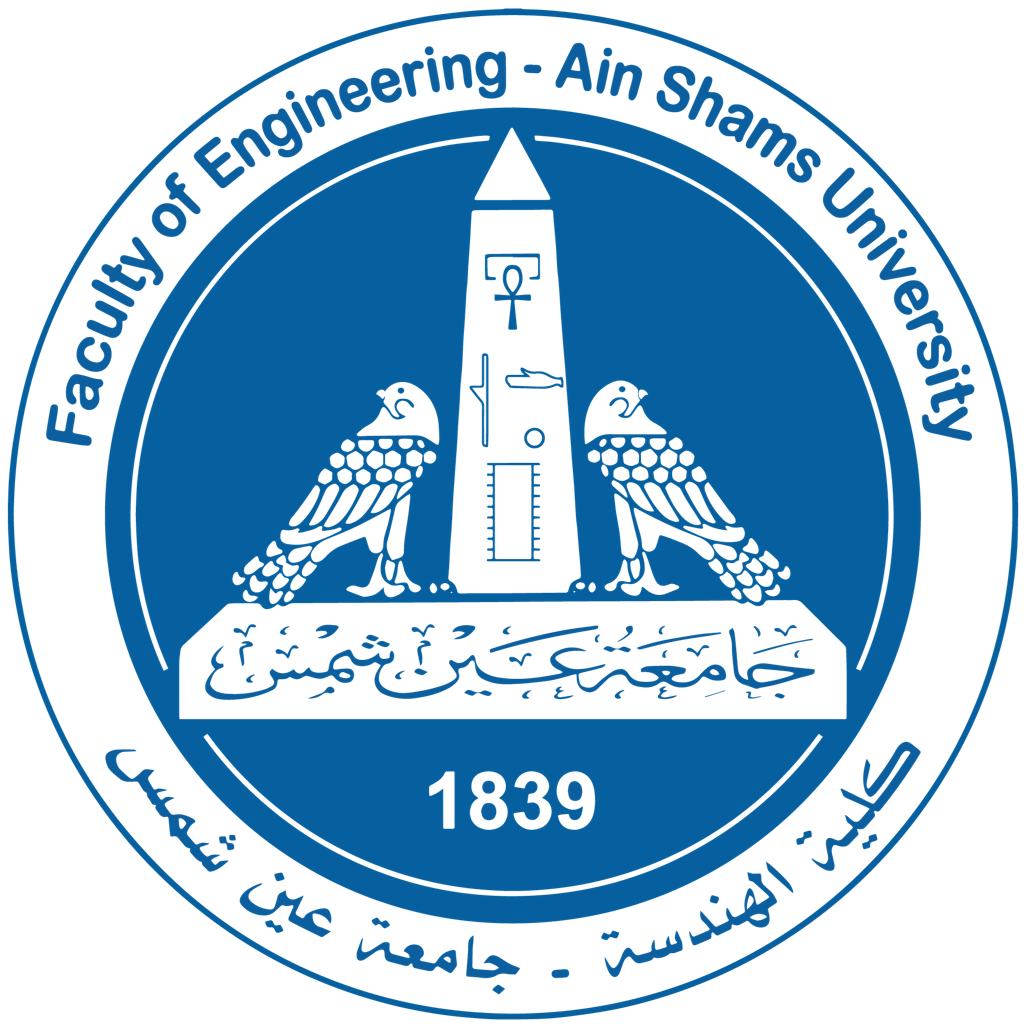 Faculty of Engineering - Ain Shams University
جامعة عين شمس
1839
كلية الهندسة - جامعة عين شمس